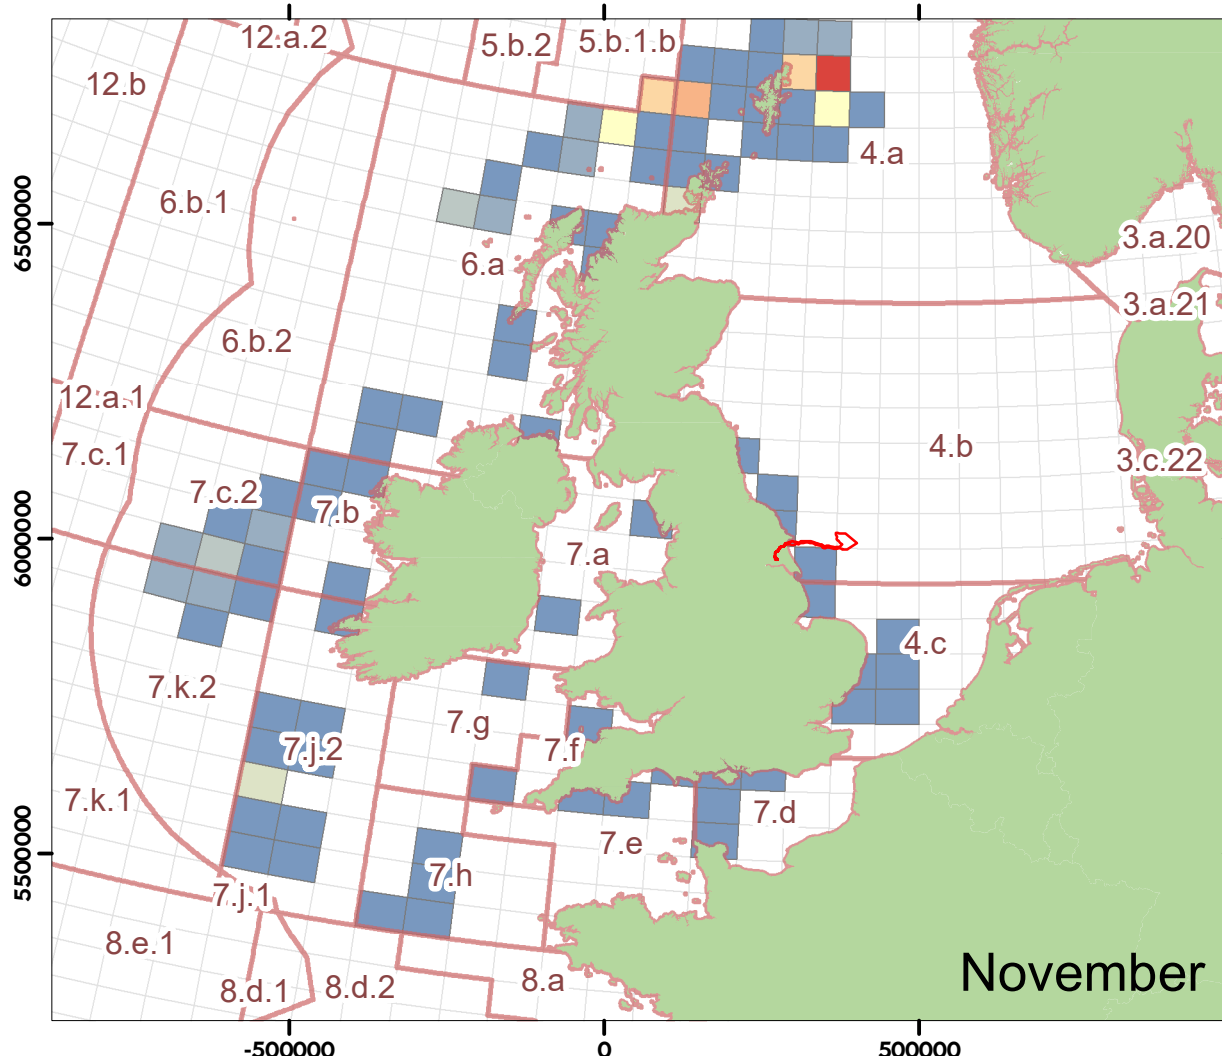 12.a.2
5.b.2
5.b.1.b
12.b
4.a
6.b.1
6500000
3.a.20
6.a
3.a.21
6.b.2
12.a.1
4.b
7.c.1
3.c.22
7.c.2
7.b
6000000
7.a
4.c
7.k.2
7.g
7.f
7.j.2
7.k.1
7.d
7.e
5500000
7.h
7.j.1
8.e.1
November
8.d.1
8.d.2
8.a
-500000
0
500000